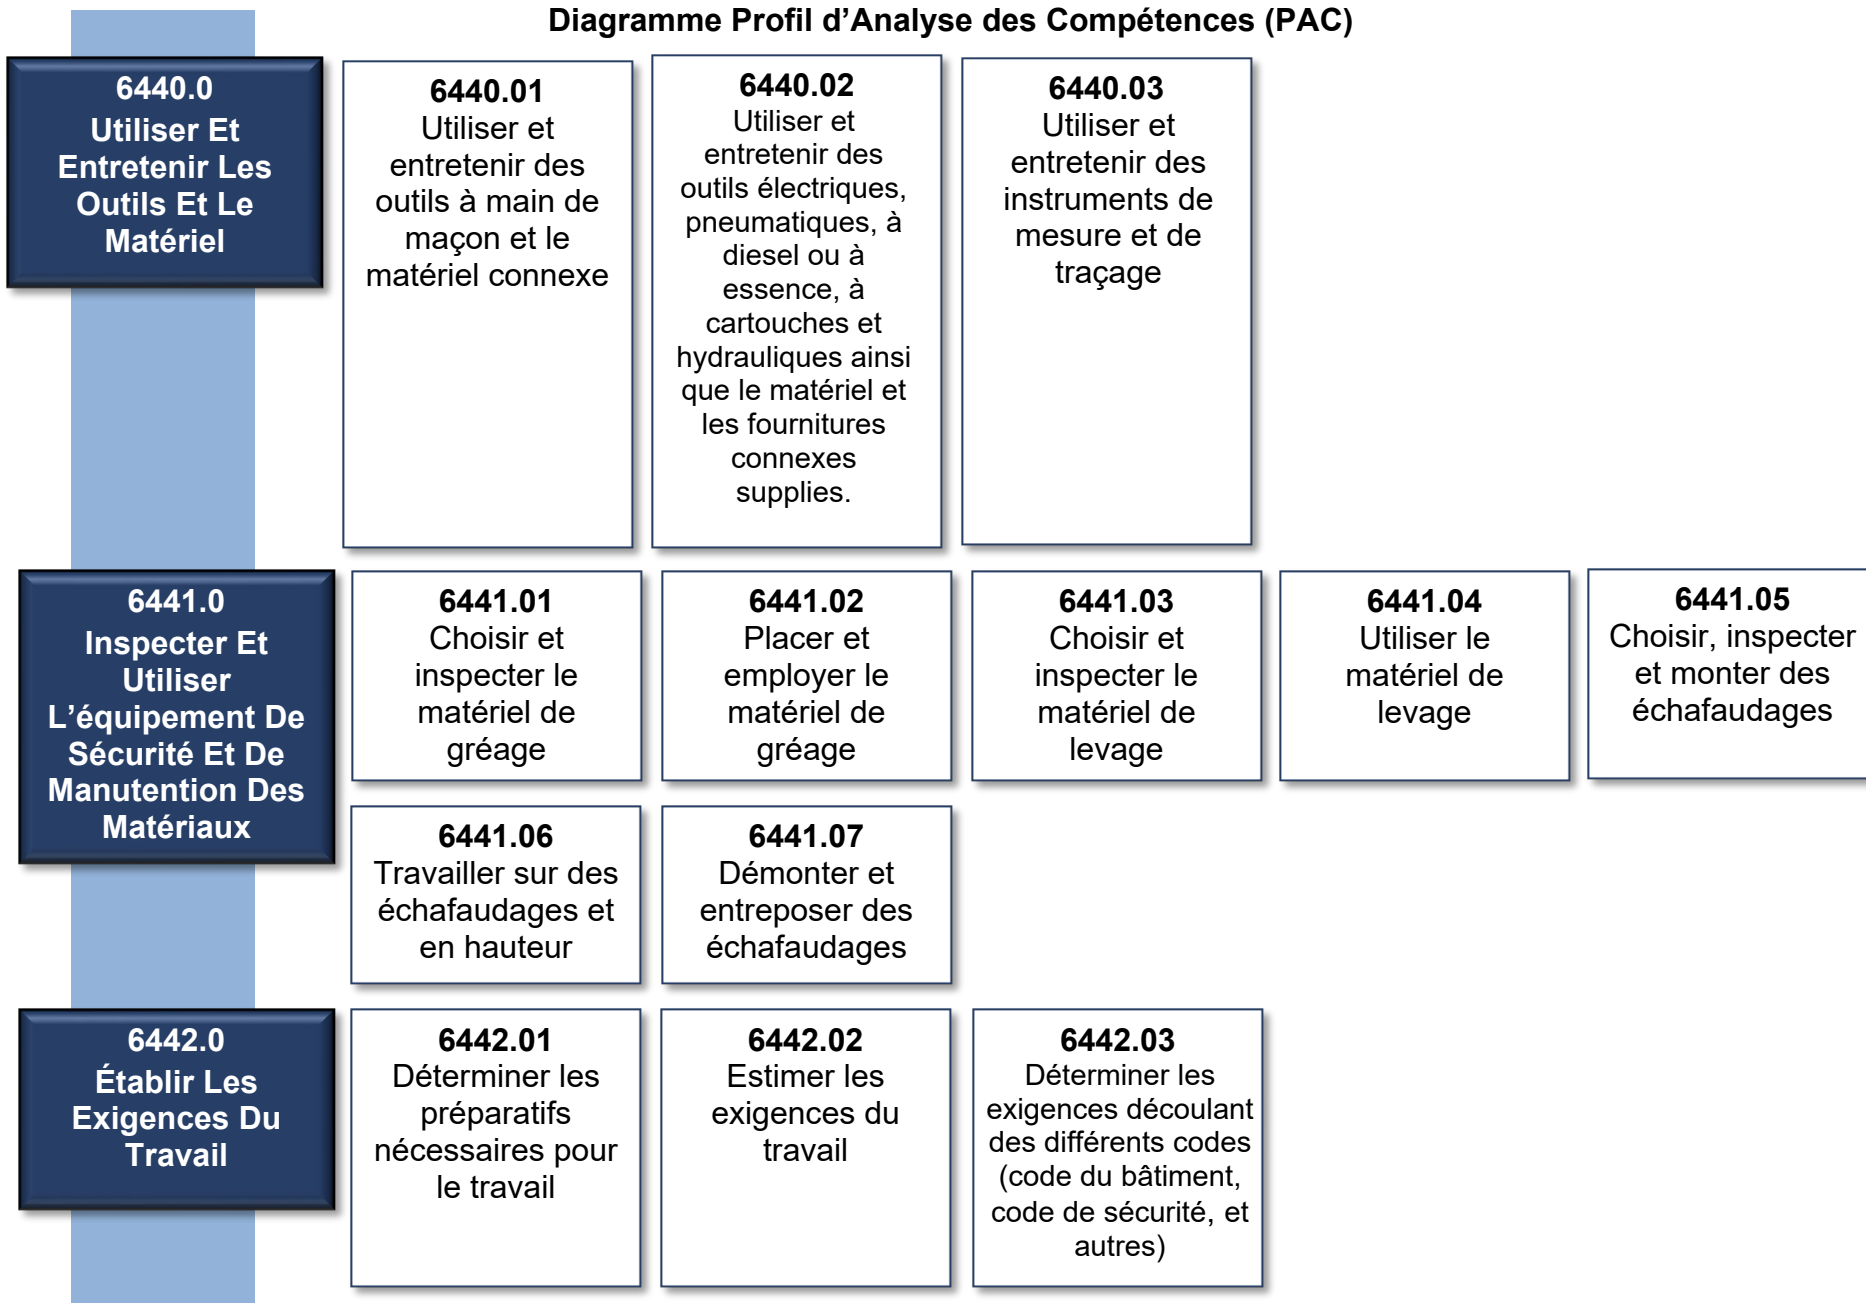 Diagramme Profil d’Analyse des Compétences (PAC)
6440.0
Utiliser Et
Entretenir Les
Outils Et Le
Matériel
6440.01
Utiliser et
entretenir des
outils à main de
maçon et le
matériel connexe
6440.02
Utiliser et
entretenir des
outils électriques,
pneumatiques, à
diesel ou à
essence, à
cartouches et
hydrauliques ainsi
que le matériel et
les fournitures
connexes
supplies.
6440.03
Utiliser et
entretenir des
instruments de
mesure et de
traçage
6441.0
Inspecter Et
Utiliser
L’équipement De
Sécurité Et De
Manutention Des
Matériaux
6441.01
Choisir et
inspecter le
matériel de
gréage
6441.02
Placer et
employer le
matériel de
gréage
6441.03
Choisir et
inspecter le
matériel de
levage
6441.04
Utiliser le
matériel de
levage
6441.05
Choisir, inspecter
et monter des
échafaudages
6441.06
Travailler sur des
échafaudages et
en hauteur
6441.07
Démonter et
entreposer des
échafaudages
6442.0
Établir Les
Exigences Du
Travail
6442.01
Déterminer les
préparatifs
nécessaires pour
le travail
6442.02
Estimer les
exigences du
travail
6442.03
Déterminer les
exigences découlant
des différents codes
(code du bâtiment,
code de sécurité, et
autres)